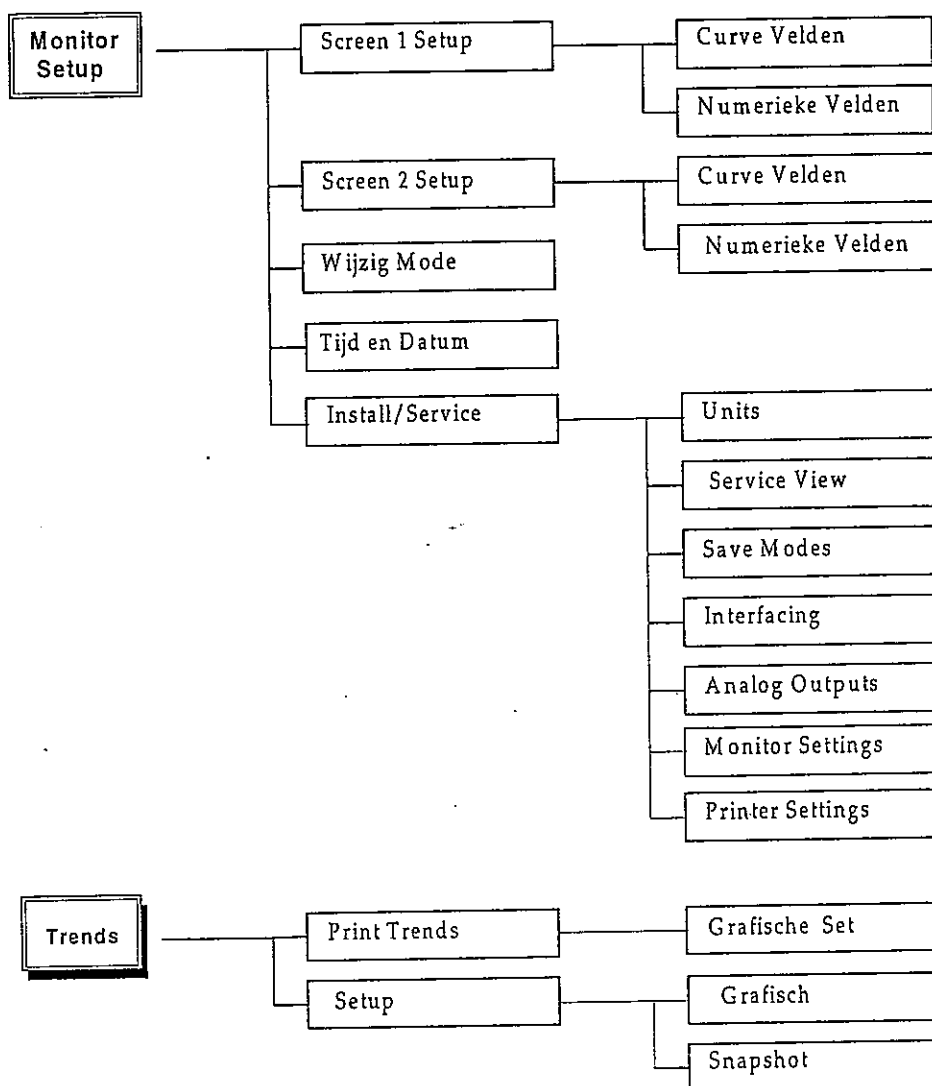 Monitor
Setup
Screen 1 Setup
Curve Velden
Numerieke Velden
Screen 2 Setup
Curve Velden
Numerieke Velden
Wijzig Mode
Tijd en Datum
Install/Service
Units
Service View
Save Modes
Interfacing
Analog Outputs
Monitor Settings
Printer Settings
Trends
Print Trends
Grafische Set
Setup
Grafisch
Snapshot